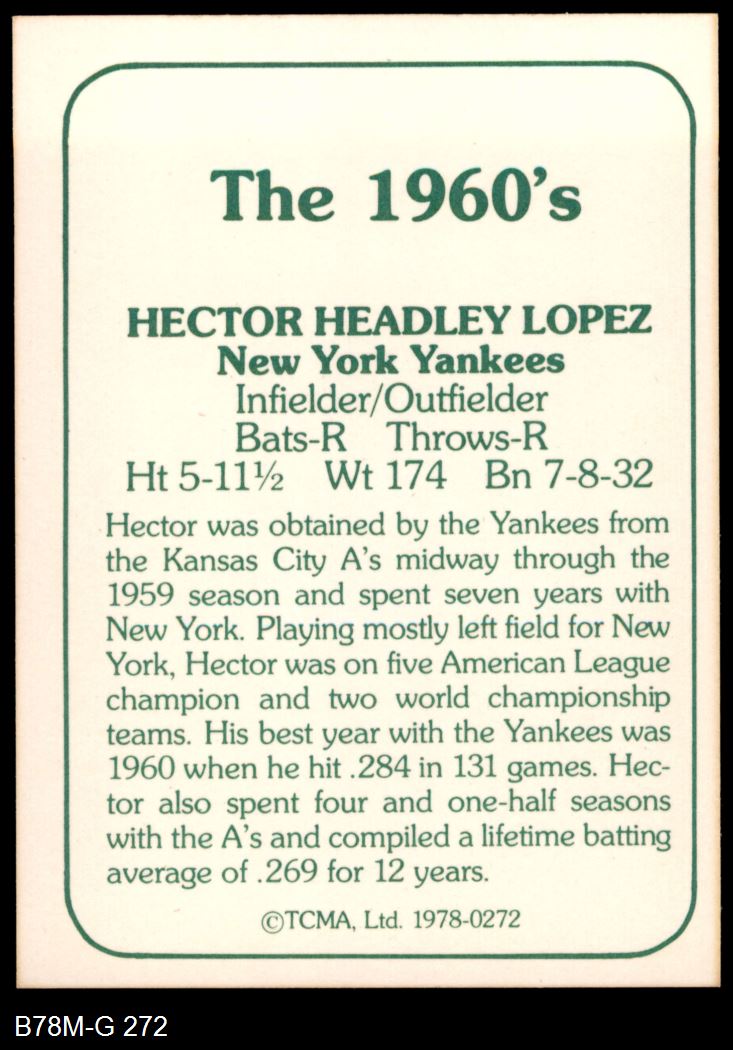 The 1960's
HECTOR HEADLEY LOPEZ
New York Yankees
Infielder/Outfielder
Bats-R Throws-R
Ht 5-11½ Wt 174 Bn 7-8-32
Hector was obtained by the Yankees from
the Kansas City A's midway through the
1959 season and spent seven years with
New York. Playing mostly left field for New
York, Hector was on five American League
champion and two world championship
teams. His best year with the Yankees was
1960 when he hit .284 in 131 games. Hec-
tor also spent four and one-half seasons
with the A's and compiled a lifetime batting
average of .269 for 12 years.
©TCMA, Ltd. 1978-0272
B78M-G 272